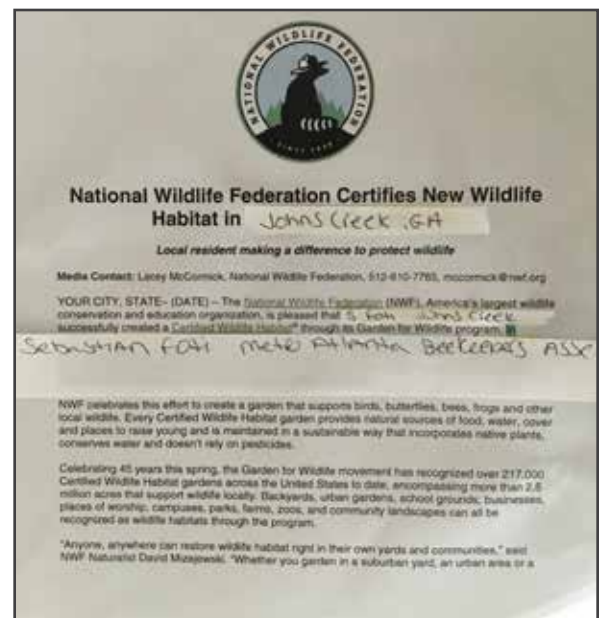 NATIONAL WILDLIFE FEDERATION
SINCE 1936
National Wildlife Federation Certifies New Wildlife
Habitat in Johns Creek, GA
Local resident making a difference to protect wildlife
Media Contact: Lacey McCormick, National Wildlife Federation, 512-610-7765, mccormick@nwf.org
YOUR CITY, STATE– (DATE) – The National Wildlife Federation (NWF), America's largest wildlife
conservation and education organization, is pleased that S Foti Johns Creek
successfully created a Certified Wildlife Habitat® through its Garden for Wildlife program.
Sebastian Foti Metro Atlanta Beekeepers Asso
NWF celebrates this effort to create a garden that supports birds, butterflies, bees, frogs and other
local wildlife. Every Certified Wildlife Habitat garden provides natural sources of food, water, cover
and places to raise young and is maintained in a sustainable way that incorporates native plants,
conserves water and doesn't rely on pesticides.
Celebrating 45 years this spring, the Garden for Wildlife movement has recognized over 217,000
Certified Wildlife Habitat gardens across the United States to date, encompassing more than
million acres that support wildlife locally. Backyards, urban gardens, school grounds, businesses,
places of worship, campuses, parks, farms, zoos, and community landscapes can all be
recognized as wildlife habitats through the program.
"Anyone, anywhere can restore wildlife habitat right in their own yards and communities," said
NWF Naturalist David Mizejewski. "Whether you garden in a suburban yard, an urban area or a